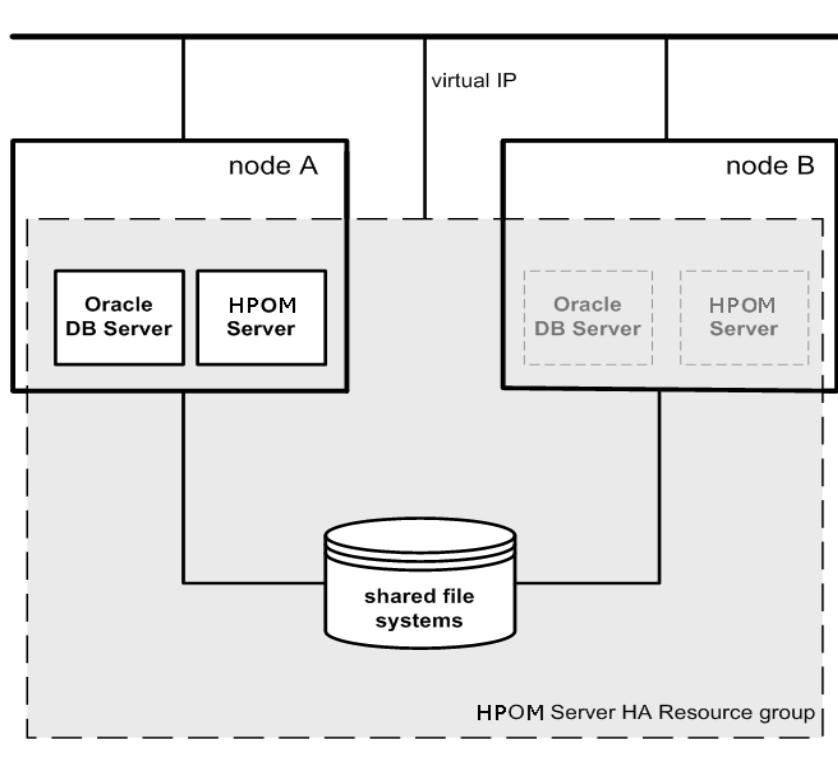 virtual IP
node A
node B
Oracle
DB Server
HPOM
Server
Oracle
DB Server
HPOM
Server
shared file
systems
HPOM Server HA Resource group